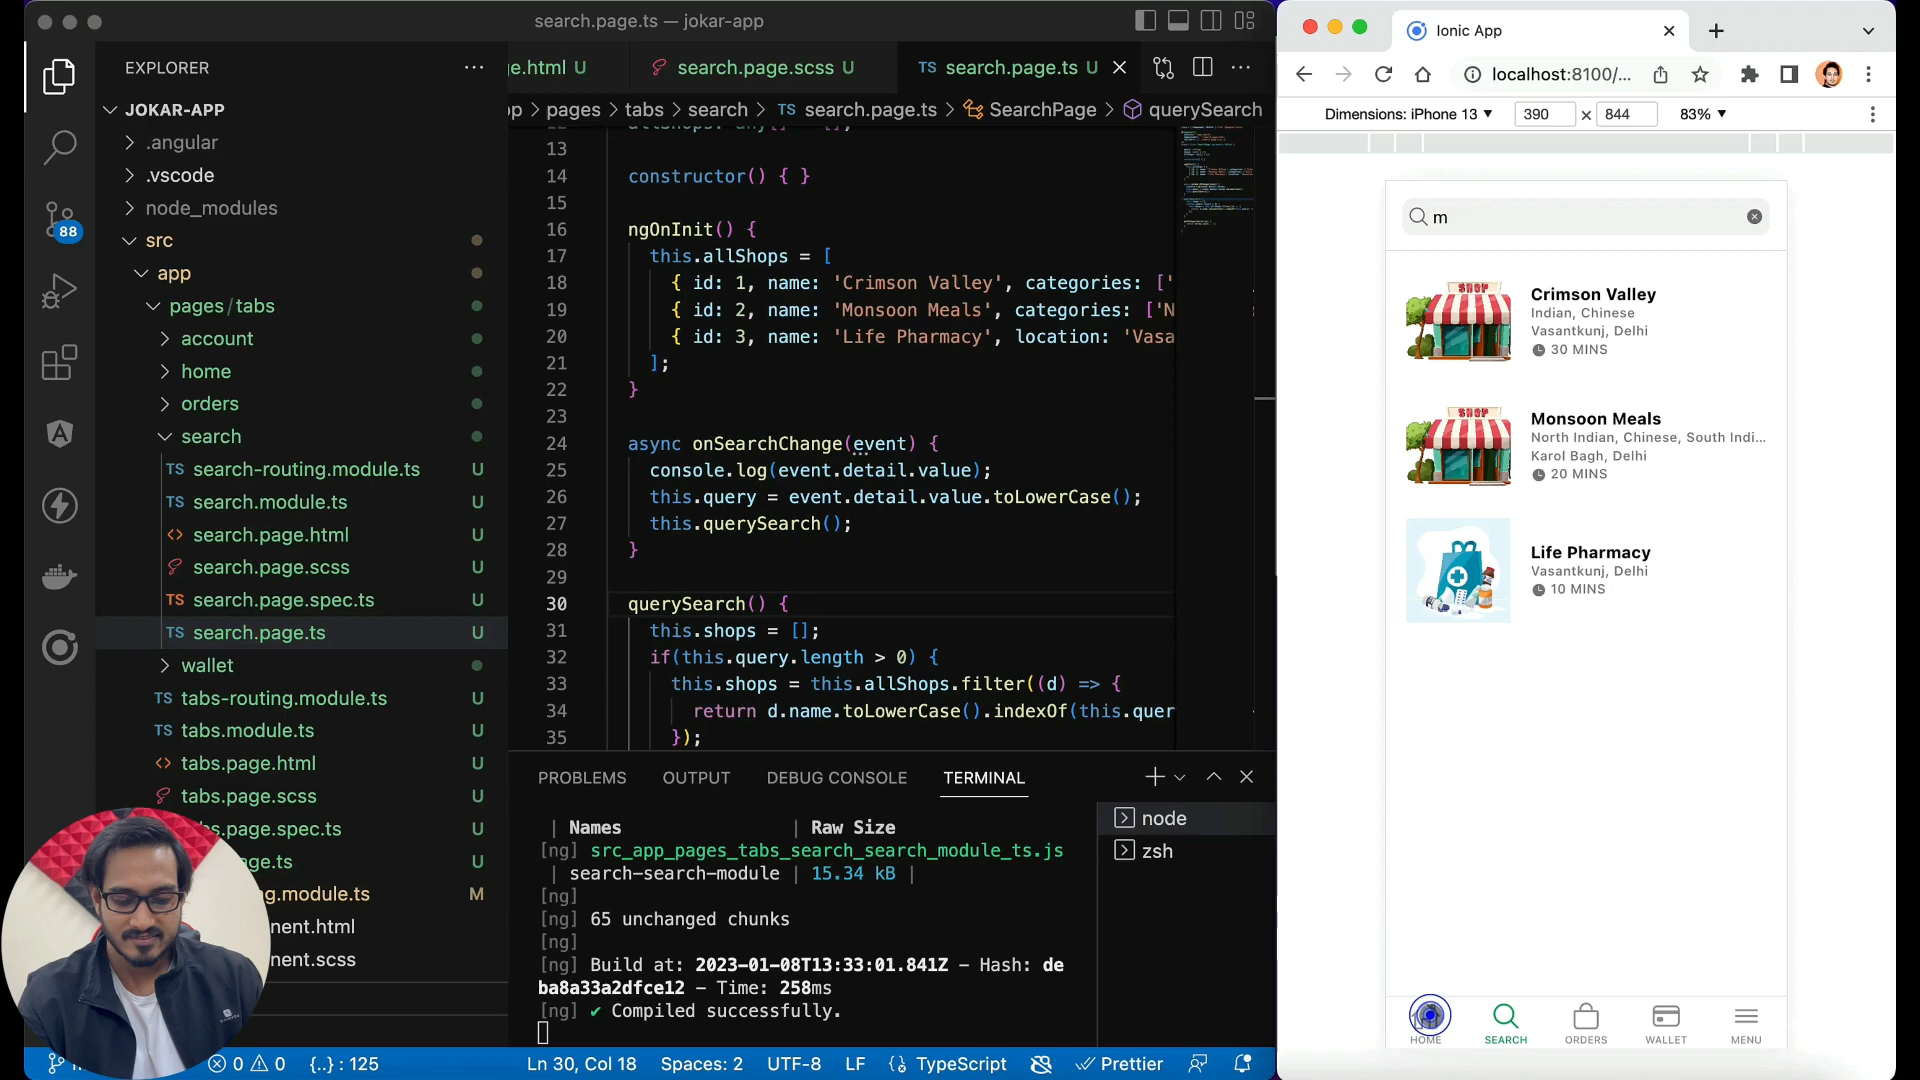 search.page.ts — jokar-app
EXPLORER
JOKAR-APP
.angular
.vscode
node_modules
src
app
pages/tabs
account
home
orders
search
TS search-routing.module.ts U
TS search.module.ts U
<> search.page.html U
search.page.scss U
TS search.page.spec.ts U
TS search.page.ts U
wallet
TS tabs-routing.module.ts U
TS tabs.module.ts U
<> tabs.page.html U
tabs.page.scss U
bs.page.spec.ts U
ge.ts U
ng.module.ts M
nent.html
nent.scss
88
e.html U
search.page.scss U
TS search.page.ts U
pp > pages > tabs > search > TS search.page.ts > SearchPage > querySearch
13
14 constructor() { }
15
16 ngOnInit() {
17 this.allShops = [
18 { id: 1, name: 'Crimson Valley', categories: ['
19 { id: 2, name: 'Monsoon Meals', categories: ['N
20 { id: 3, name: 'Life Pharmacy', location: 'Vasa
21 ];
22 }
23
24 async onSearchChange(event) {
25 console.log(event.detail.value);
26 this.query = event.detail.value.toLowerCase();
27 this.querySearch();
28 }
29
30 querySearch() {
31 this.shops = [];
32 if(this.query.length > 0) {
33 this.shops = this.allShops.filter((d) => {
34 return d.name.toLowerCase().indexOf(this.quer
35 });
PROBLEMS OUTPUT DEBUG CONSOLE TERMINAL
| Names | Raw Size
[ng] src_app_pages_tabs_search_search_module_ts.js
| search-search-module | 15.34 kB |
[ng]
[ng] 65 unchanged chunks
[ng]
[ng] Build at: 2023-01-08T13:33:01.841Z - Hash: de
ba8a33a2dfce12 - Time: 258ms
[ng] ✔ Compiled successfully.
node
zsh
0 0 {..} : 125 Ln 30, Col 18 Spaces: 2 UTF-8 LF TypeScript Prettier
Ionic App
localhost:8100/...
Dimensions: iPhone 13 390 × 844 83%
m
SHOP
Crimson Valley
Indian, Chinese
Vasantkunj, Delhi
30 MINS
SHOP
Monsoon Meals
North Indian, Chinese, South Indi...
Karol Bagh, Delhi
20 MINS
Life Pharmacy
Vasantkunj, Delhi
10 MINS
HOME SEARCH ORDERS WALLET MENU